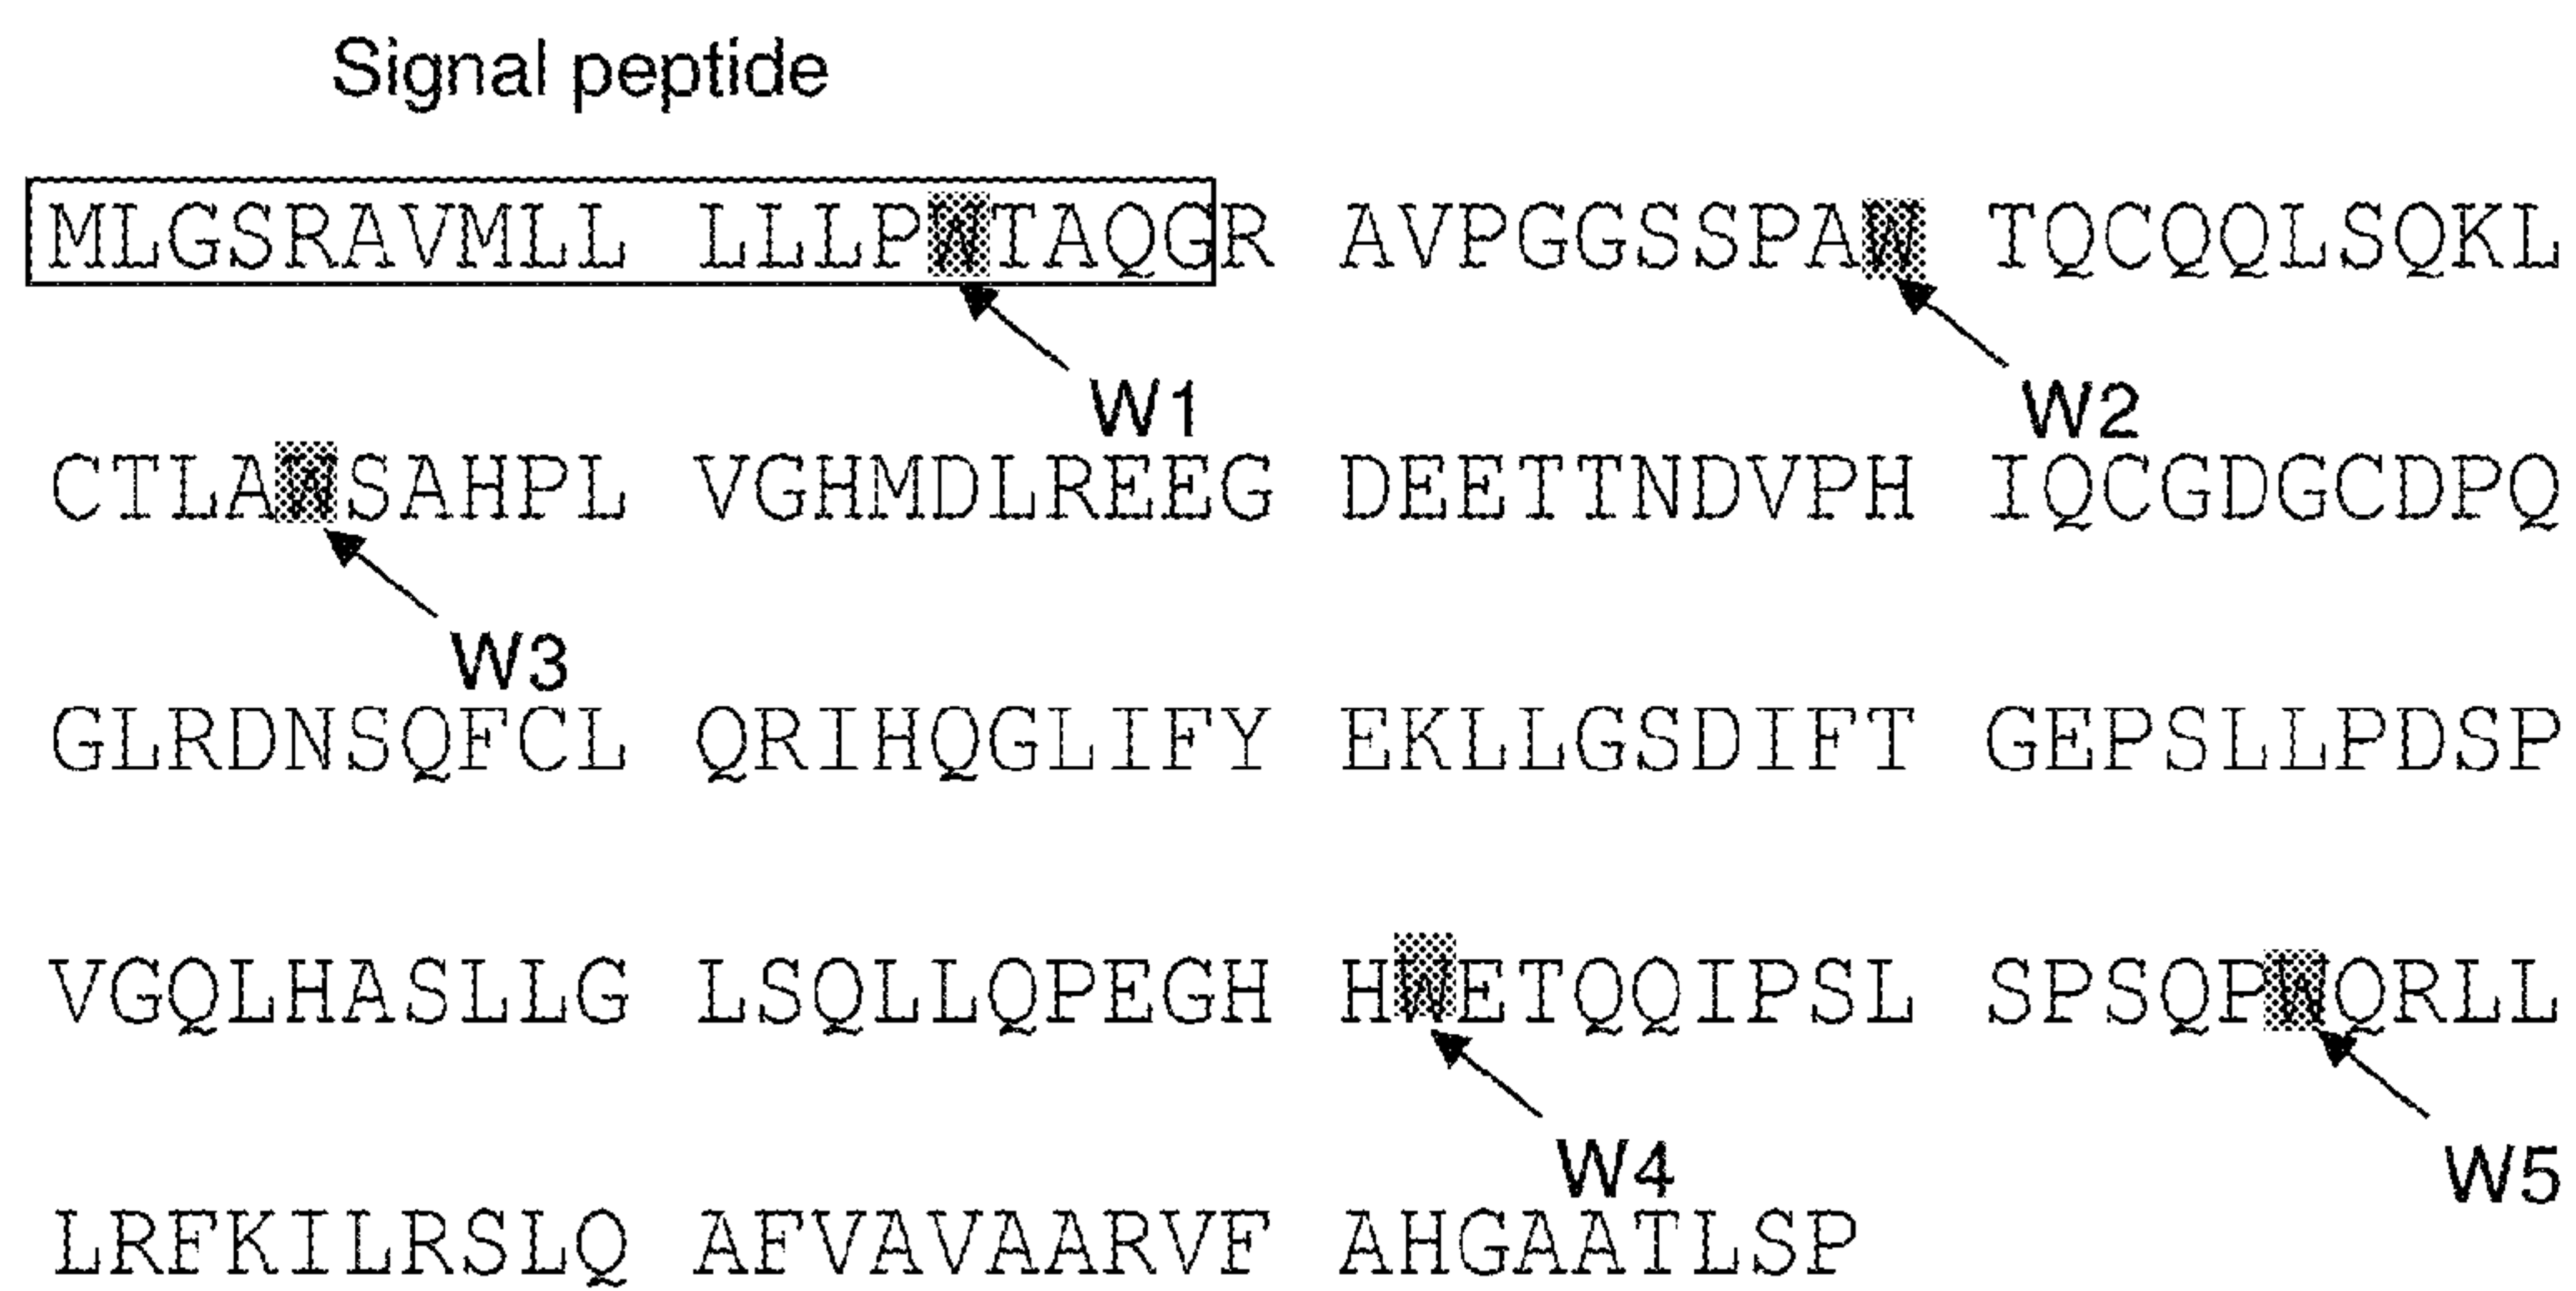 Signal peptide
MLGSRAVMLL LLLPWTAQGR AVPGGSSPAW TQCQQLSQKL
W1 W2
CTLAWSAHPL VGHMDLREEG DEETTNDVPH IQCGDGCDPQ
W3
GLRDNSQFCL QRIHQGLIFY EKLLGSDIFT GEPSLLPDSP
VGQLHASLLG LSQLLQPEGH HWETQQIPSL SPSQPWQRLL
W4 W5
LRFKILRSLQ AFVAVAARVF AHGAATLSP